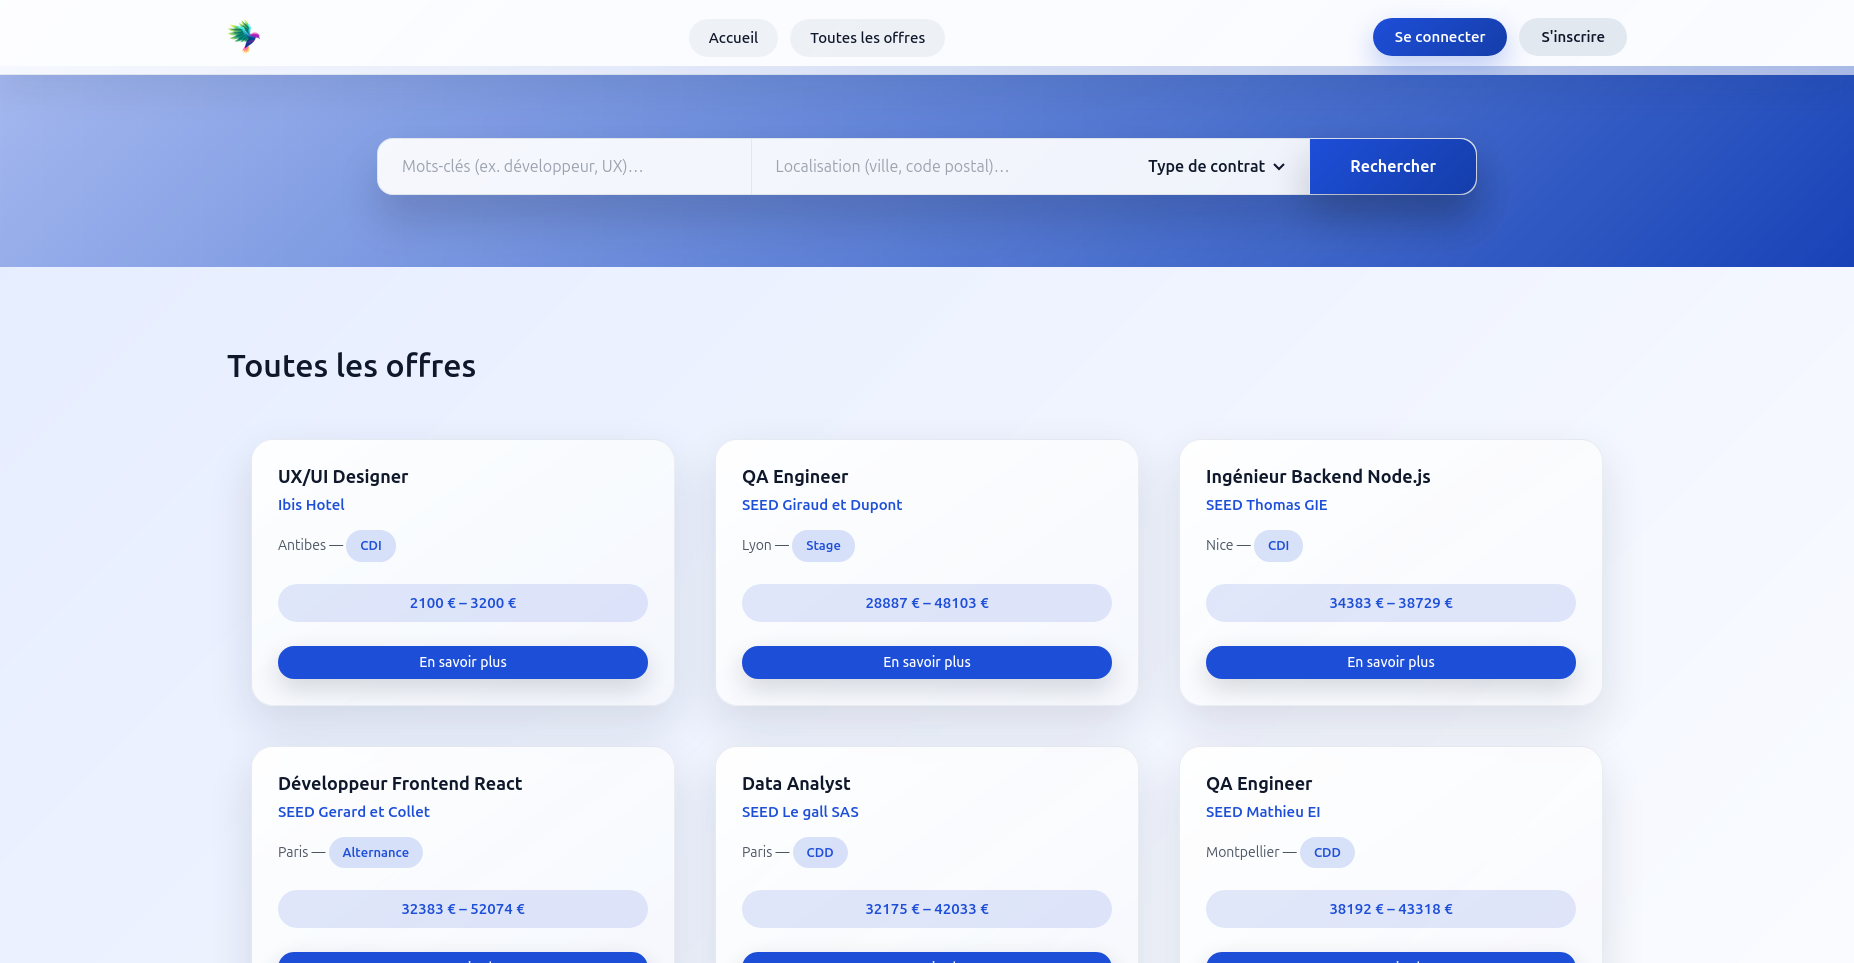 Accueil
Toutes les offres
Se connecter
S'inscrire
Mots-clés (ex. développeur, UX)…
Localisation (ville, code postal)…
Type de contrat
Rechercher
Toutes les offres
UX/UI Designer
Ibis Hotel
Antibes — CDI
2100 € – 3200 €
En savoir plus
QA Engineer
SEED Giraud et Dupont
Lyon — Stage
28887 € – 48103 €
En savoir plus
Ingénieur Backend Node.js
SEED Thomas GIE
Nice — CDI
34383 € – 38729 €
En savoir plus
Développeur Frontend React
SEED Gerard et Collet
Paris — Alternance
32383 € – 52074 €
Data Analyst
SEED Le gall SAS
Paris — CDD
32175 € – 42033 €
QA Engineer
SEED Mathieu EI
Montpellier — CDD
38192 € – 43318 €